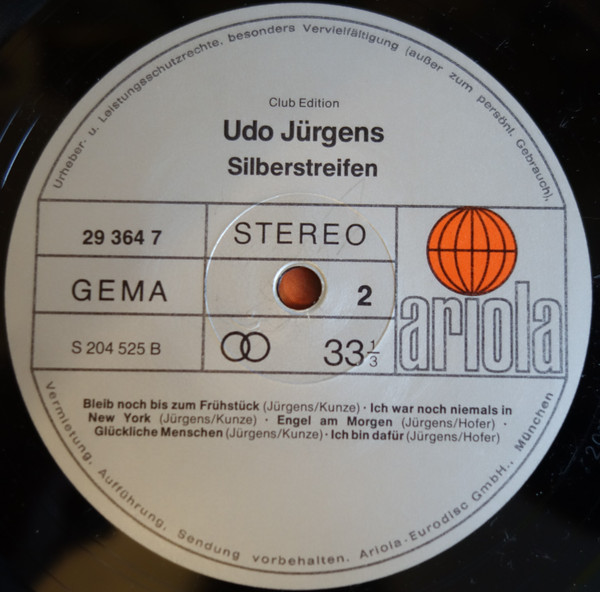 Urheber- u. Leistungsschutzrechte, besonders Vervielfältigung (außer zum persönl. Gebrauch),
Club Edition
Udo Jürgens
Silberstreifen
29 364 7
STEREO
GEMA
2
S 204 525 B
33 1/3
ariola
Bleib noch bis zum Frühstück (Jürgens/Kunze) · Ich war noch niemals in
New York (Jürgens/Kunze) · Engel am Morgen (Jürgens/Hofer) ·
Glückliche Menschen (Jürgens/Kunze) · Ich bin dafür (Jürgens/Hofer)
Vermietung, Aufführung, Sendung vorbehalten. Ariola-Eurodisc GmbH., München